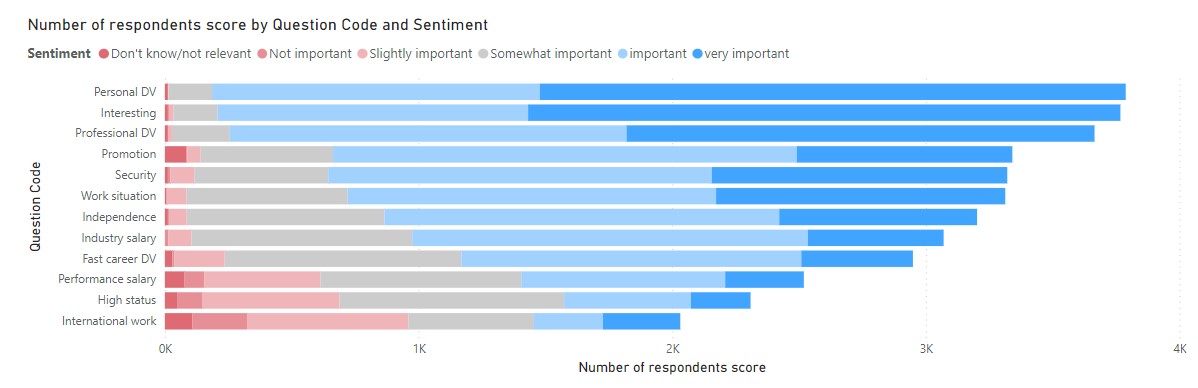 Number of respondents score by Question Code and Sentiment
Sentiment Don't know/not relevant Not important Slightly important Somewhat important important very important
Personal DV
Interesting
Professional DV
Promotion
Security
Work situation
Independence
Industry salary
Fast career DV
Performance salary
High status
International work
Question Code
0K 1K 2K 3K 4K
Number of respondents score